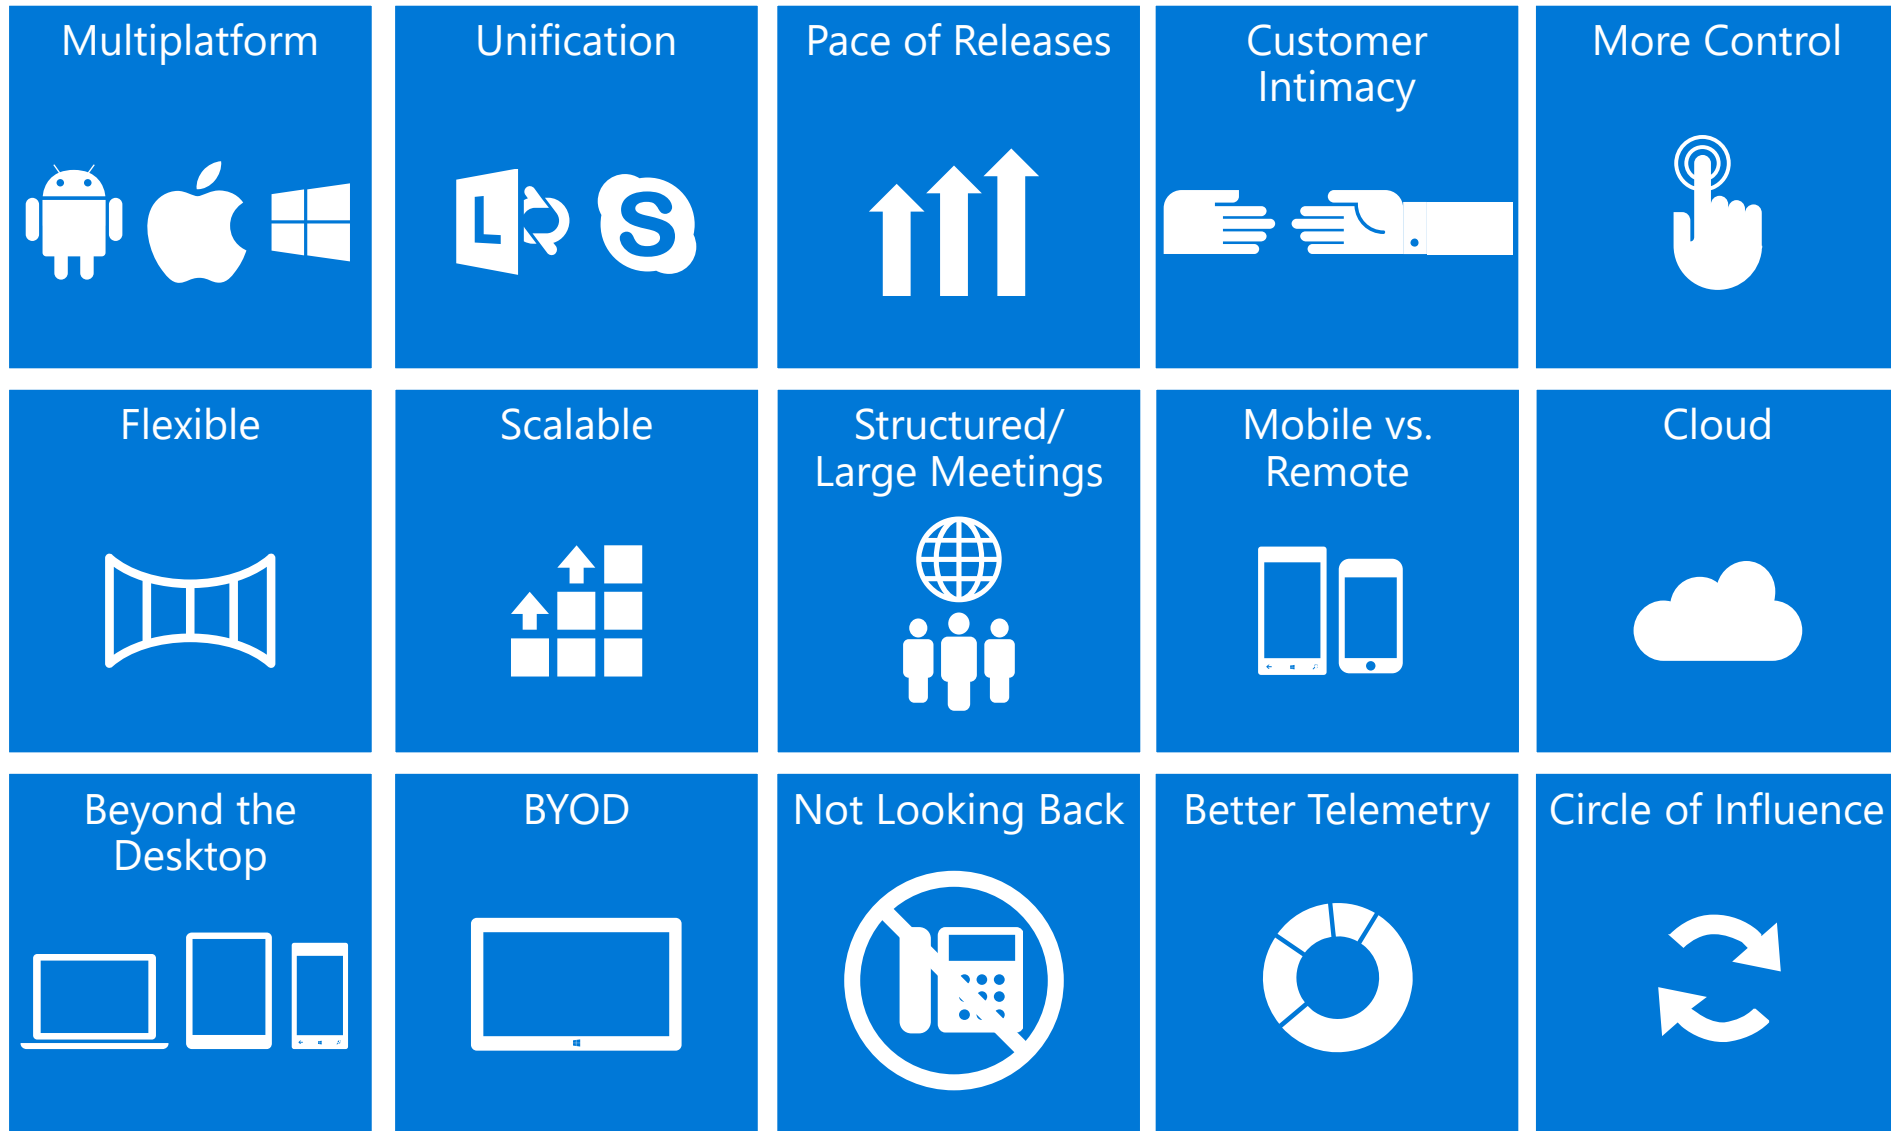 Multiplatform
Unification
Pace of Releases
Customer
Intimacy
More Control
L
S
Flexible
Scalable
Structured/
Large Meetings
Mobile vs.
Remote
Cloud
Beyond the
Desktop
BYOD
Not Looking Back
Better Telemetry
Circle of Influence